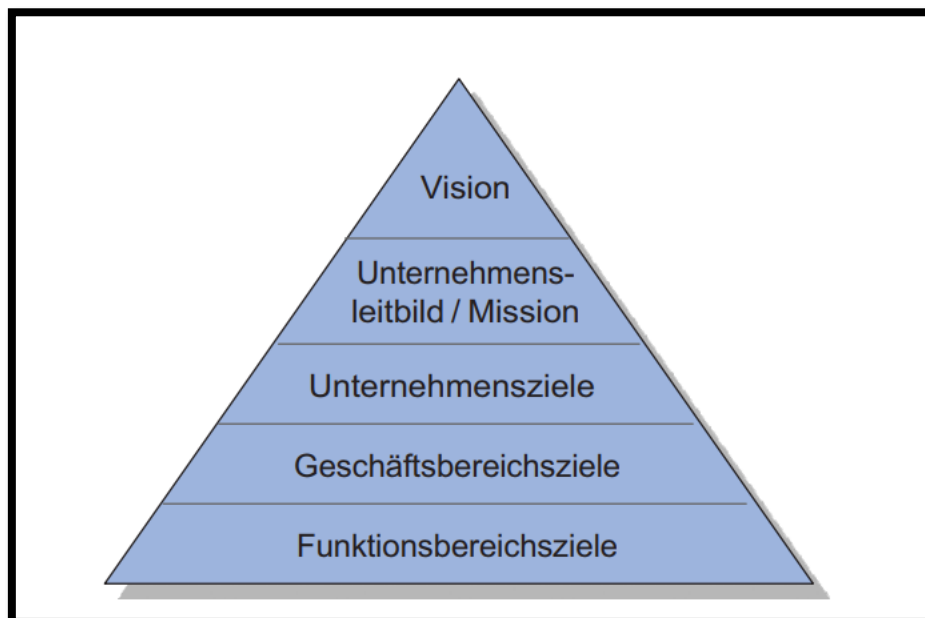 Vision
Unternehmens-
leitbild / Mission
Unternehmensziele
Geschäftsbereichsziele
Funktionsbereichsziele